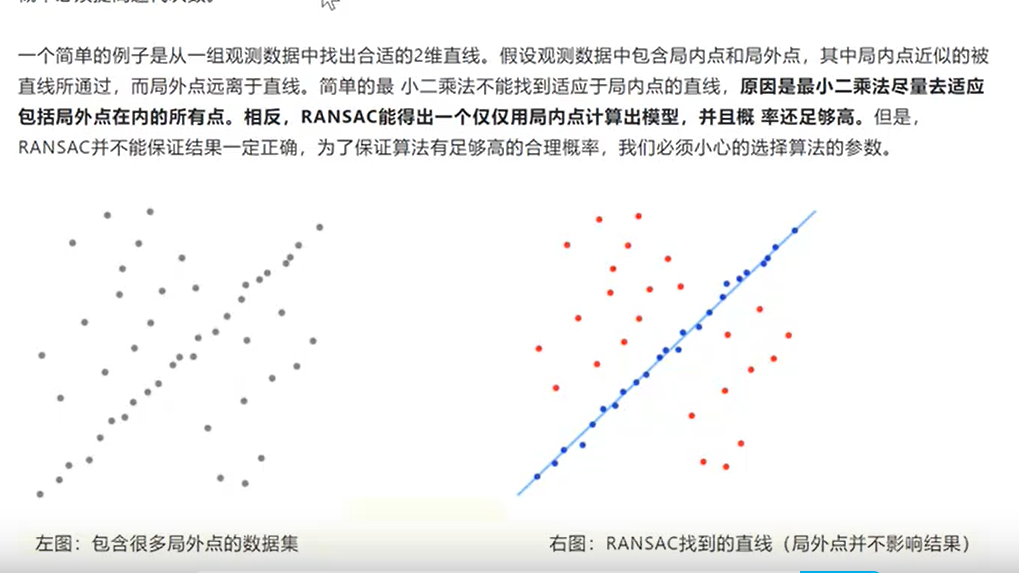 一个简单的例子是从一组观测数据中找出合适的2维直线。假设观测数据中包含局内点和局外点，其中局内点近似的被
直线所通过，而局外点远离于直线。简单的最 小二乘法不能找到适应于局内点的直线，原因是最小二乘法尽量去适应
包括局外点在内的所有点。相反，RANSAC能得出一个仅仅用局内点计算出模型，并且概 率还足够高。但是，
RANSAC并不能保证结果一定正确，为了保证算法有足够高的合理概率，我们必须小心的选择算法的参数。
左图：包含很多局外点的数据集
右图：RANSAC找到的直线（局外点并不影响结果）